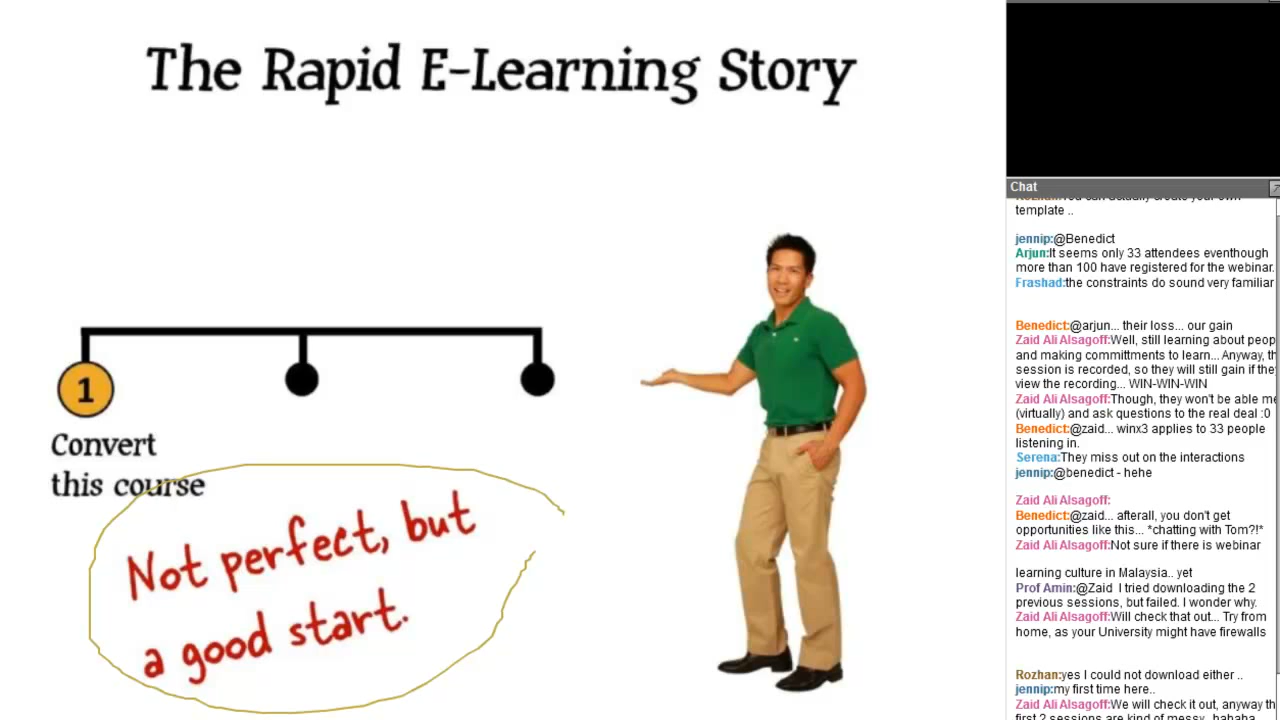 The Rapid E-Learning Story
1
Convert
this course
Not perfect, but
a good start.
Chat
template ..
jennip:@Benedict
Arjun:It seems only 33 attendees eventhough
more than 100 have registered for the webinar.
Frashad:the constraints do sound very familiar
Benedict:@arjun... their loss... our gain
Zaid Ali Alsagoff:Well, still learning about peop
and making committments to learn... Anyway, th
session is recorded, so they will still gain if they
view the recording... WIN-WIN-WIN
Zaid Ali Alsagoff:Though, they won't be able me
(virtually) and ask questions to the real deal :0
Benedict:@zaid... winx3 applies to 33 people
listening in.
Serena:They miss out on the interactions
jennip:@benedict - hehe
Zaid Ali Alsagoff:
Benedict:@zaid... afterall, you don't get
opportunities like this... *chatting with Tom?!*
Zaid Ali Alsagoff:Not sure if there is webinar
learning culture in Malaysia.. yet
Prof Amin:@Zaid I tried downloading the 2
previous sessions, but failed. I wonder why.
Zaid Ali Alsagoff:Will check that out... Try from
home, as your University might have firewalls
Rozhan:yes I could not download either ..
jennip:my first time here..
Zaid Ali Alsagoff:We will check it out, anyway th
first 2 sessions are kind of messy, hahaha